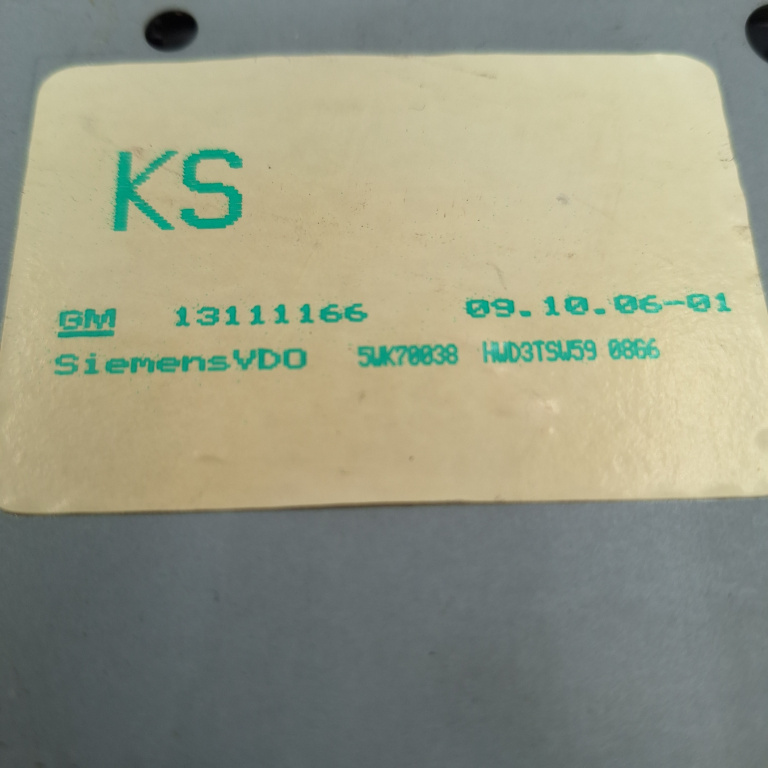 KS
GM 13111166 09.10.06-01
SiemensVDO 5WK70038 HWD3TSW59 0866